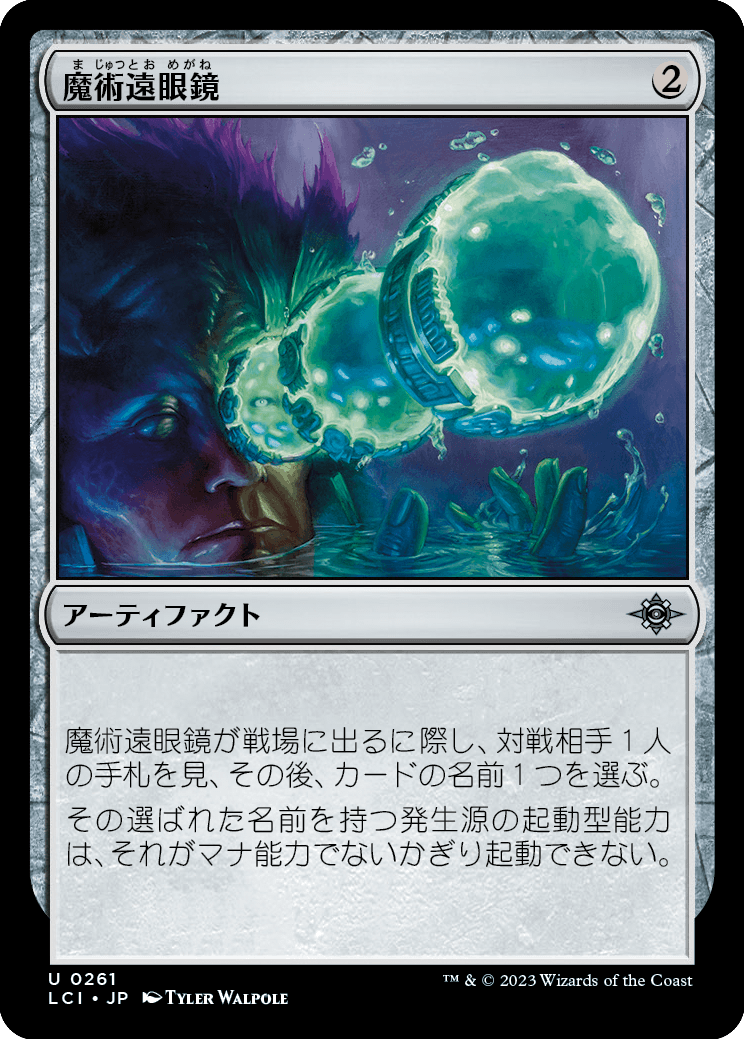 ま じゅつ とお めがね
魔術遠眼鏡
2
アーティファクト
魔術遠眼鏡が戦場に出るに際し、対戦相手1人
の手札を見、その後、カードの名前1つを選ぶ。
その選ばれた名前を持つ発生源の起動型能力
は、それがマナ能力でないかぎり起動できない。
U 0261
LCI • JP TYLER WALPOLE
™ & © 2023 Wizards of the Coast